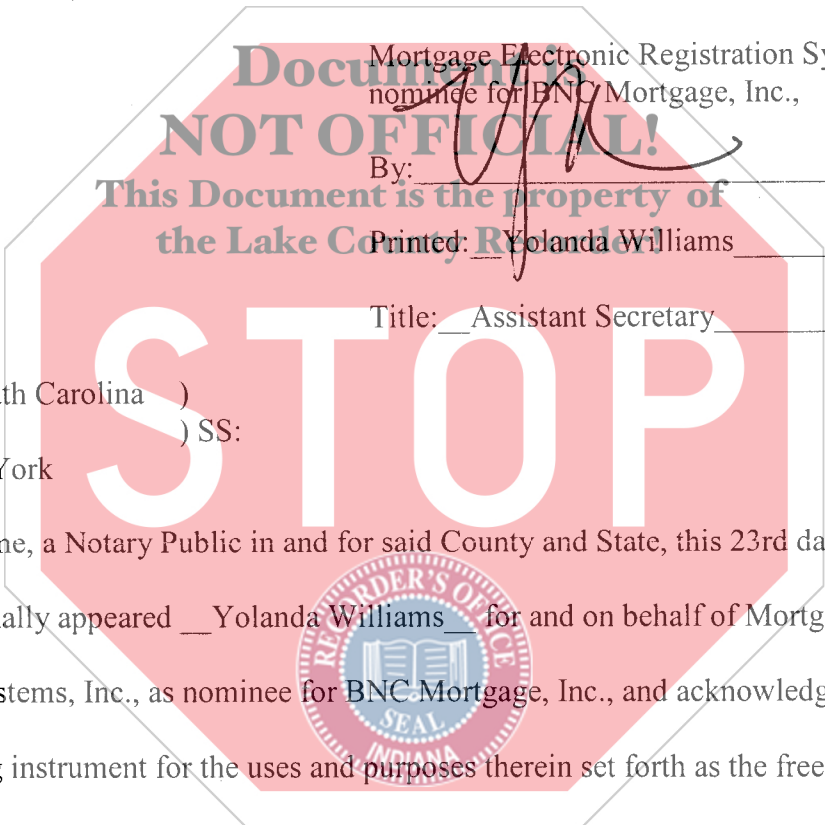 Mortgage Electronic Registration Sy
nominee for BNC Mortgage, Inc.,
By:
Printed: __Yolanda Williams
Title:__Assistant Secretary
Document is
NOT OFFICIAL!
This Document is the property of
the Lake County Recorder!
STOP
th Carolina )
) SS:
York
me, a Notary Public in and for said County and State, this 23rd da
ally appeared __Yolanda Williams__ for and on behalf of Mortg
stems, Inc., as nominee for BNC Mortgage, Inc., and acknowledg
g instrument for the uses and purposes therein set forth as the free
RECORDER'S OFFICE
SEAL
INDIANA